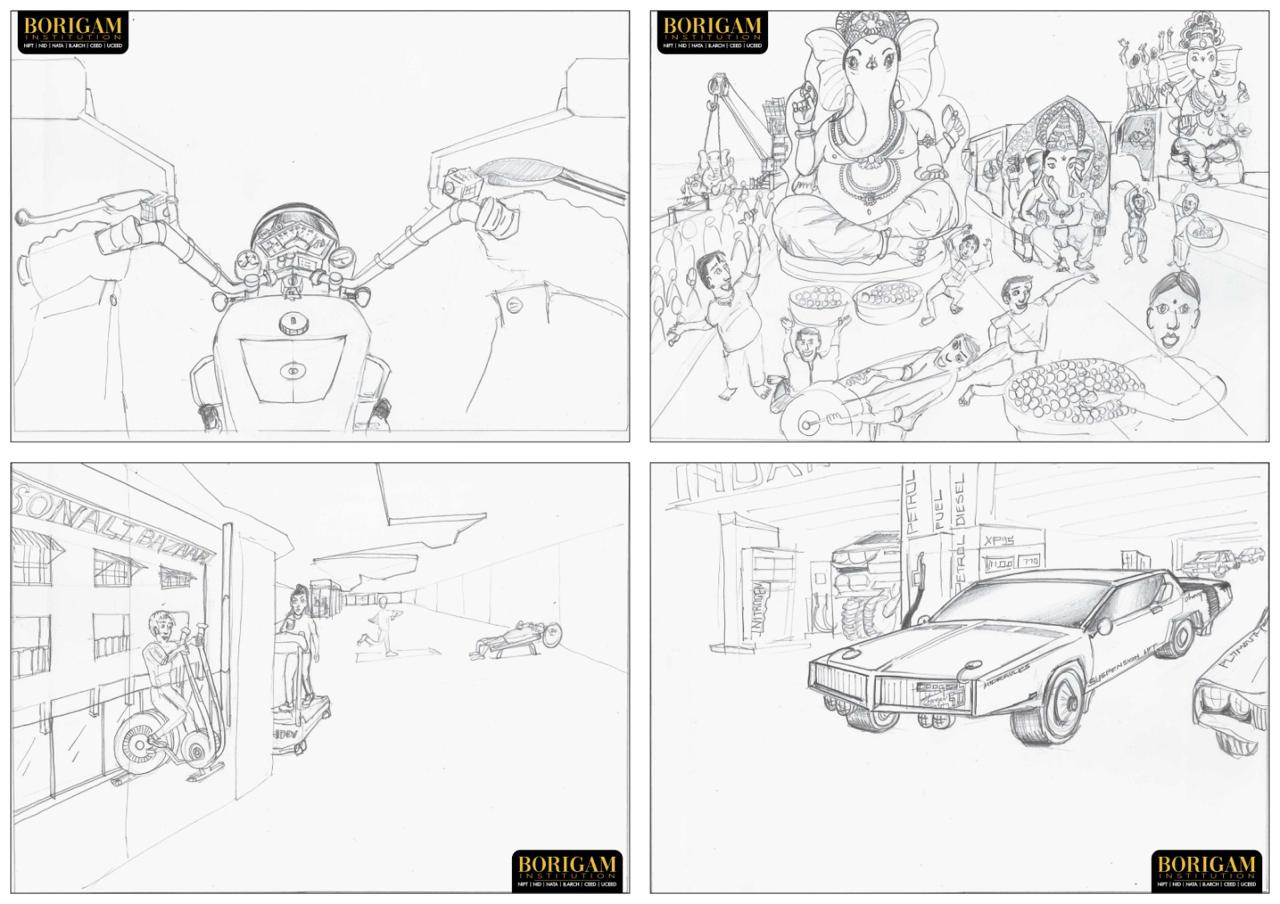 BORIGAM
INSTITUTION
NIFT | NID | NATA | B.ARCH | CEED | UCEED
BORIGAM
INSTITUTION
NIFT | NID | NATA | B.ARCH | CEED | UCEED
SONALI BAZAAR
BORIGAM
INSTITUTION
NIFT | NID | NATA | B.ARCH | CEED | UCEED
PETROL
FUEL
DIESEL
PETROL
XP95
NITROGEN
SUSPENSION
BORIGAM
INSTITUTION
NIFT | NID | NATA | B.ARCH | CEED | UCEED